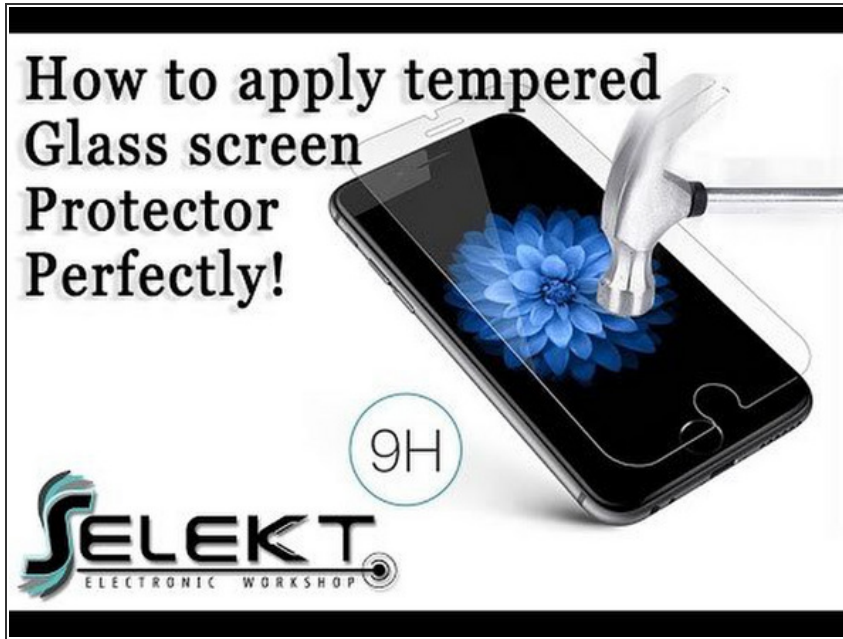 How to apply tempered
Glass screen
Protector
Perfectly!
9H
SELEKT
ELECTRONIC WORKSHOP